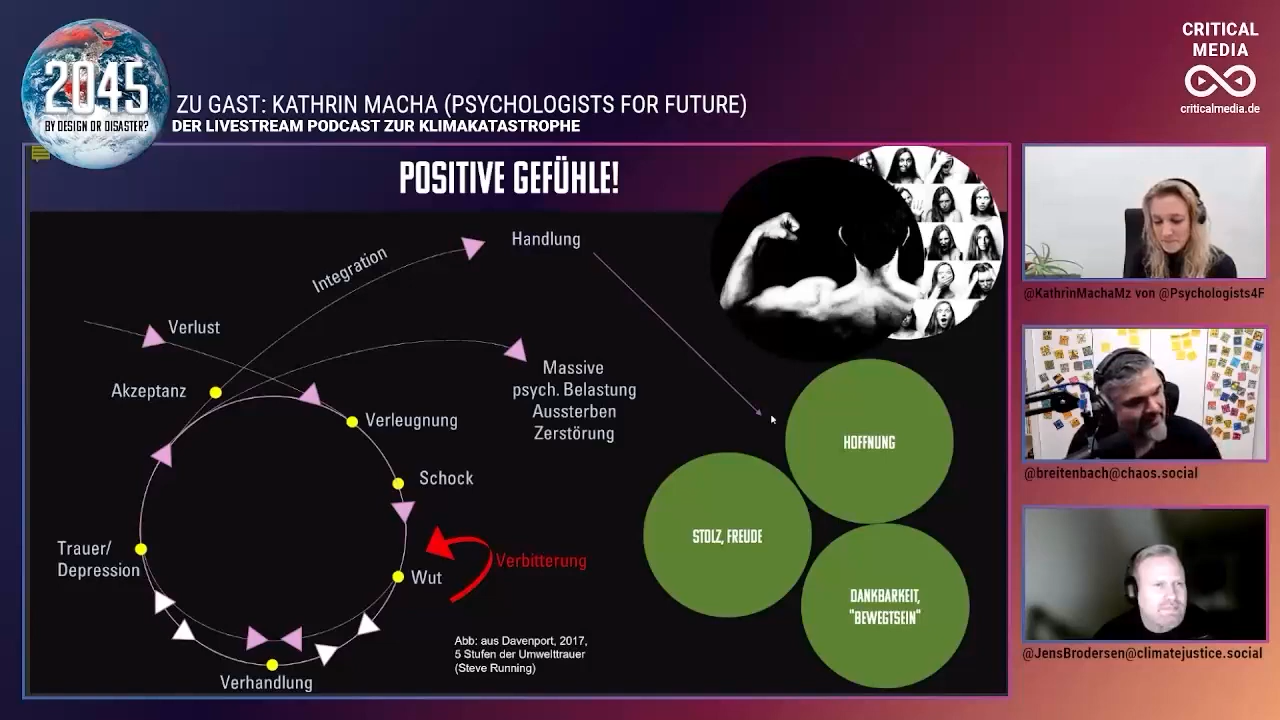 2045
BY DESIGN OR DISASTER?
ZU GAST: KATHRIN MACHA (PSYCHOLOGISTS FOR FUTURE)
DER LIVESTREAM PODCAST ZUR KLIMAKATASTROPHE
CRITICAL
MEDIA
criticalmedia.de
POSITIVE GEFÜHLE!
Handlung
Integration
Verlust
Akzeptanz
Massive
psych. Belastung
Aussterben
Zerstörung
Verleugnung
Schock
Verbitterung
Wut
Trauer/
Depression
Verhandlung
Abb: aus Davenport, 2017,
5 Stufen der Umwelttrauer
(Steve Running)
HOFFNUNG
STOLZ, FREUDE
DANKBARKEIT,
"BEWEGTSEIN"
@KathrinMachaMz von @Psychologists4F
@breitenbach@chaos.social
@JensBrodersen@climatejustice.social